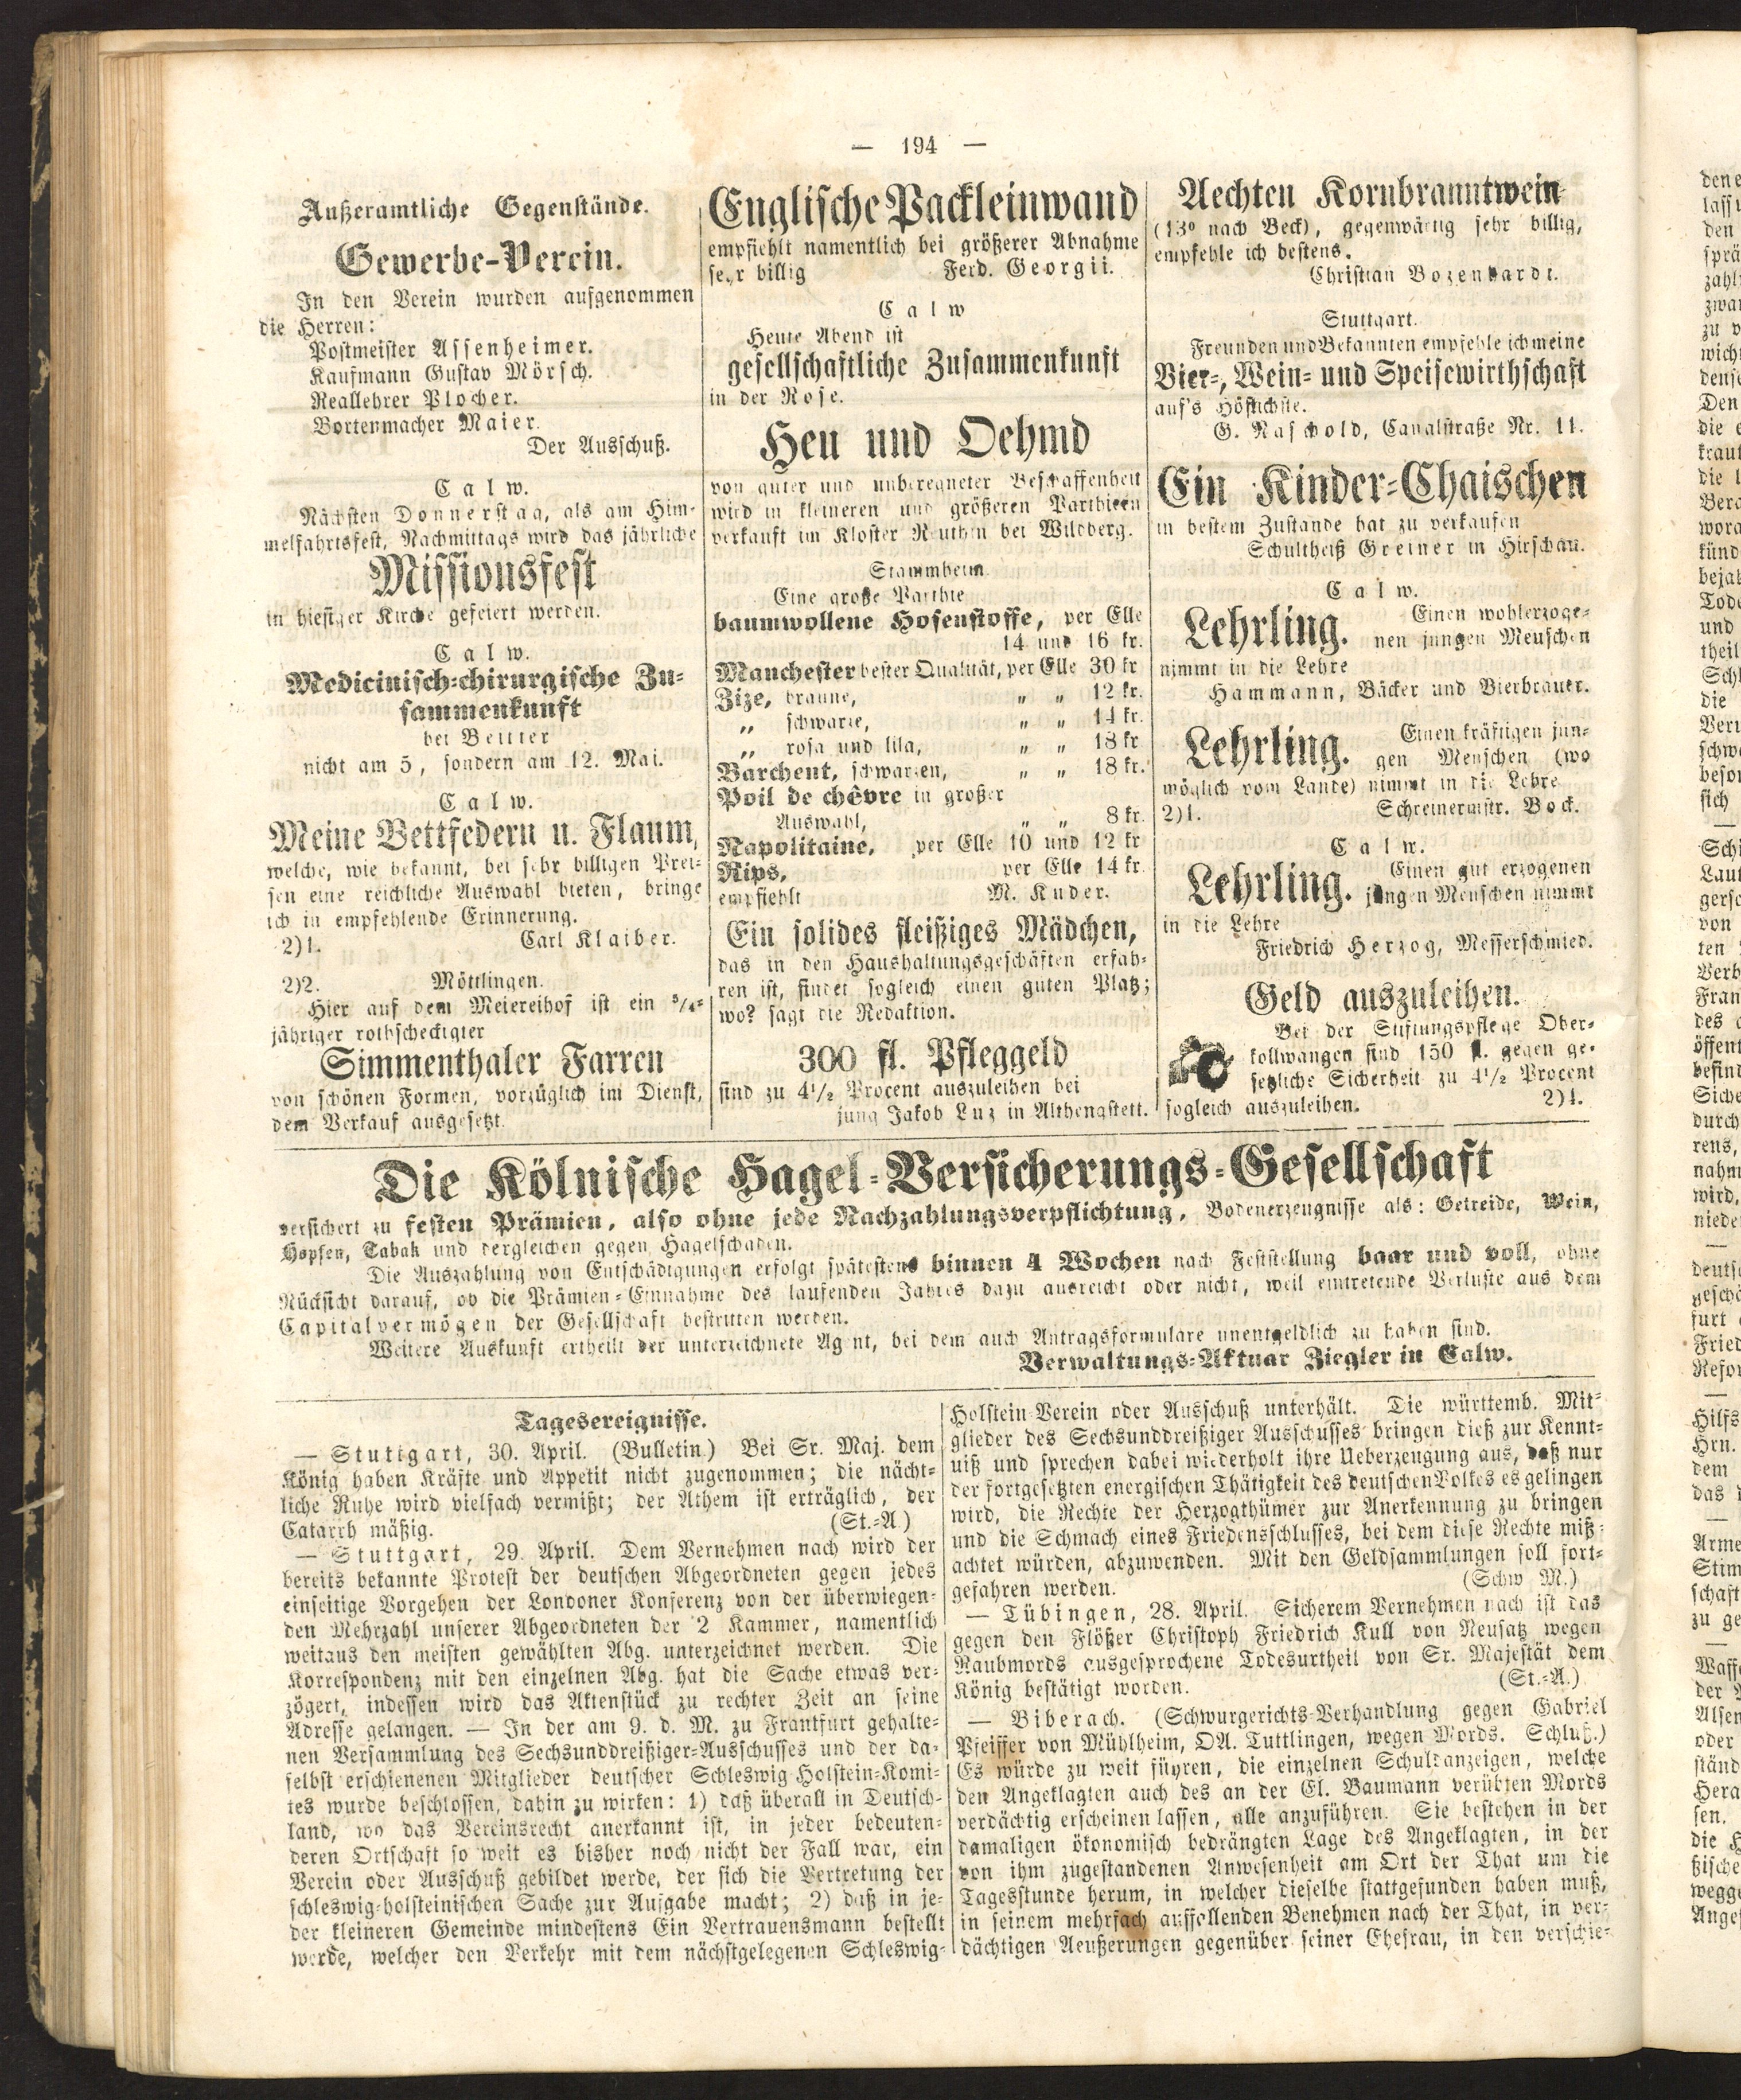 — 194 —
Außeramtliche Gegenstände.
Gewerbe-Verein.
In den Verein wurden aufgenommen
die Herren:
Postmeister Assenheimer.
Kaufmann Gustav Mörsch.
Reallehrer Plocher.
Bortenmacher Maier.
Der Ausschuß.
Calw.
Nächsten Donnerstag, als am Him-
melfahrtsfest, Nachmittags wird das jährliche
Missionsfest
in hiesiger Kirche gefeiert werden.
Calw.
Medicinisch-chirurgische Zu-
sammenkunft
bei Beitter
nicht am 5, sondern am 12. Mai.
Calw.
Meine Bettfedern u. Flaum,
welche, wie bekannt, bei sehr billigen Prei-
sen eine reichliche Auswahl bieten, bringe
ich in empfehlende Erinnerung.
2)1. Carl Klaiber.
2)2. Möttlingen.
Hier auf dem Meiereihof ist ein 5/4-
jähriger rothscheckigter
Simmenthaler Farren
von schönen Formen, vorzüglich im Dienst,
dem Verkauf ausgesetzt.
Englische Packleinwand
empfiehlt namentlich bei größerer Abnahme
sehr billig Ferd. Georgii.
Calw
Heute Abend ist
gesellschaftliche Zusammenkunft
in der Rose.
Heu und Oehmd
von guter und unberegneter Beschaffenheit
wird in kleineren und größeren Parthieen
verkauft im Kloster Reuthin bei Wildberg.
Stammheim.
Eine große Parthie
baumwollene Hosenstoffe, per Elle
14 und 16 kr.
Manchester bester Qualität, per Elle 30 kr
Zize, braune, " " 12 kr.
" schwarze, " " 14 kr.
" rosa und lila, " " 18 kr
Barchent, schwarzen, " " 18 kr.
Poil de chêvre in großer
Auswahl, " " 8 kr.
Napolitaine, per Elle 10 und 12 kr
Rips, per Elle 14 kr.
empfiehlt M. Kuder.
Ein solides fleißiges Mädchen,
das in den Haushaltungsgeschäften erfah-
ren ist, findet sogleich einen guten Platz;
wo? sagt die Redaktion.
300 fl. Pfleggeld
sind zu 4½ Procent auszuleihen bei
jung Jakob Luz in Althengstett.
Aechten Kornbranntwein
(13° nach Beck), gegenwärtig sehr billig,
empfehle ich bestens.
Christian Bozenhardt.
Stuttgart.
Freunden und Bekannten empfehle ich meine
Bier-, Wein- und Speisewirthschaft
auf's Höflichste.
G. Raschold, Canalstraße Nr. 11.
Ein Kinder-Chaischen
in bestem Zustande hat zu verkaufen
Schultheiß Greiner in Hirschau.
Calw.
Lehrling. Einen wohlerzoge-
nen jungen Menschen
nimmt in die Lehre
Hammann, Bäcker und Bierbrauer.
Lehrling. Einen kräftigen jun-
gen Menschen (wo
möglich vom Lande) nimmt in die Lehre
2)1. Schreinermstr. Bock.
Calw.
Lehrling. Einen gut erzogenen
jungen Menschen nimmt
in die Lehre
Friedrich Herzog, Messerschmied.
Geld auszuleihen.
Bei der Stiftungspflege Ober-
kollwangen sind 150 fl. gegen ge-
setzliche Sicherheit zu 4½ Procent
sogleich auszuleihen. 2)1.
Die Kölnische Hagel-Versicherungs-Gesellschaft
versichert zu festen Prämien, also ohne jede Nachzahlungsverpflichtung, Bodenerzeugnisse als: Getreide, Wein,
Hopfen, Tabak und dergleichen gegen Hagelschaden.
Die Auszahlung von Entschädigungen erfolgt spätestens binnen 4 Wochen nach Feststellung baar und voll, ohne
Rücksicht darauf, ob die Prämien-Einnahme des laufenden Jahres dazu ausreicht oder nicht, weil eintretende Verluste aus dem
Capitalvermögen der Gesellschaft bestritten werden.
Weitere Auskunft ertheilt der unterzeichnete Agent, bei dem auch Antragsformulare unentgeldlich zu haben sind.
Verwaltungs-Aktuar Ziegler in Calw.
Tagesereignisse.
— Stuttgart, 30. April. (Bulletin.) Bei Sr. Maj. dem
König haben Kräfte und Appetit nicht zugenommen; die nächt-
liche Ruhe wird vielfach vermißt; der Athem ist erträglich, der
Catarrh mäßig. (St.-A.)
— Stuttgart, 29. April. Dem Vernehmen nach wird der
bereits bekannte Protest der deutschen Abgeordneten gegen jedes
einseitige Vorgehen der Londoner Konferenz von der überwiegen-
den Mehrzahl unserer Abgeordneten der 2 Kammer, namentlich
weitaus den meisten gewählten Abg. unterzeichnet werden. Die
Korrespondenz mit den einzelnen Abg. hat die Sache etwas ver-
zögert, indessen wird das Aktenstück zu rechter Zeit an seine
Adresse gelangen. — In der am 9. d. M. zu Frankfurt gehalte-
nen Versammlung des Sechsunddreißiger-Ausschusses und der da-
selbst erschienenen Mitglieder deutscher Schleswig Holstein-Komi-
tes wurde beschlossen, dahin zu wirken: 1) daß überall in Deutsch-
land, wo das Vereinsrecht anerkannt ist, in jeder bedeuten-
deren Ortschaft so weit es bisher noch nicht der Fall war, ein
Verein oder Ausschuß gebildet werde, der sich die Vertretung der
schleswig-holsteinischen Sache zur Aufgabe macht; 2) daß in je-
der kleineren Gemeinde mindestens Ein Vertrauensmann bestellt
werde, welcher den Verkehr mit dem nächstgelegenen Schleswig-
Holstein-Verein oder Ausschuß unterhält. Die württemb. Mit-
glieder des Sechsunddreißiger Ausschusses bringen dieß zur Kennt-
niß und sprechen dabei wiederholt ihre Ueberzeugung aus, daß nur
der fortgesetzten energischen Thätigkeit des deutschen Volkes es gelingen
wird, die Rechte der Herzogthümer zur Anerkennung zu bringen
und die Schmach eines Friedensschlusses, bei dem diese Rechte miß-
achtet würden, abzuwenden. Mit den Geldsammlungen soll fort-
gefahren werden. (Schw M.)
— Tübingen, 28. April. Sicherem Vernehmen nach ist das
gegen den Flößer Christoph Friedrich Kull von Neusatz wegen
Raubmords ausgesprochene Todesurtheil von Sr. Majestät dem
König bestätigt worden. (St.-A.)
— Biberach. (Schwurgerichts-Verhandlung gegen Gabriel
Pfeiffer von Mühlheim, OA. Tuttlingen, wegen Mords. Schluß.)
Es würde zu weit führen, die einzelnen Schuldanzeigen, welche
den Angeklagten auch des an der El. Baumann verübten Mords
verdächtig erscheinen lassen, alle anzuführen. Sie bestehen in der
damaligen ökonomisch bedrängten Lage des Angeklagten, in der
von ihm zugestandenen Anwesenheit am Ort der That um die
Tagesstunde herum, in welcher dieselbe stattgefunden haben muß,
in seinem mehrfach auffallenden Benehmen nach der That, in ver-
dächtigen Aeußerungen gegenüber seiner Ehefrau, in den verschie-